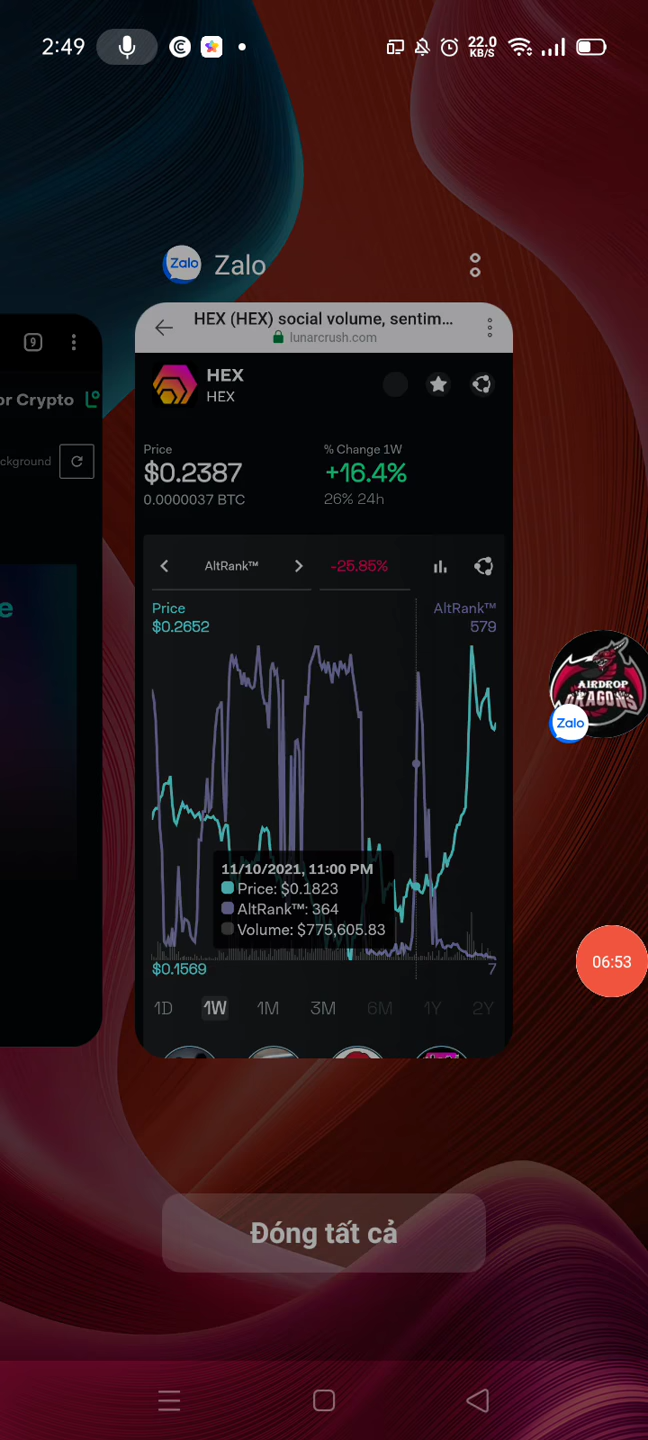 2:49
22.0
KB/S
Zalo
Zalo
9
or Crypto
ckground
e
HEX (HEX) social volume, sentim...
lunarcrush.com
HEX
HEX
Price
% Change 1W
$0.2387
+16.4%
0.0000037 BTC
26% 24h
AltRank™
-25.85%
Price
AltRank™
$0.2652
579
AIRDROP
DRAGONS
Zalo
11/10/2021, 11:00 PM
Price: $0.1823
AltRank™: 364
Volume: $775,605.83
06:53
$0.1569
7
1D 1W 1M 3M 6M 1Y 2Y
Đóng tất cả